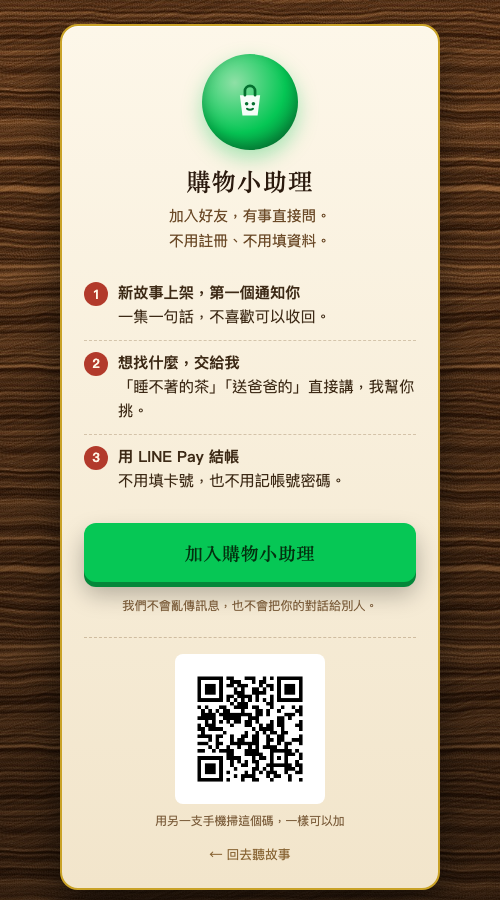 購物小助理
加入好友，有事直接問。
不用註冊、不用填資料。
1 新故事上架，第一個通知你
一集一句話，不喜歡可以收回。
2 想找什麼，交給我
「睡不著的茶」「送爸爸的」直接講，我幫你
挑。
3 用 LINE Pay 結帳
不用填卡號，也不用記帳號密碼。
加入購物小助理
我們不會亂傳訊息，也不會把你的對話給別人。
用另一支手機掃這個碼，一樣可以加
← 回去聽故事